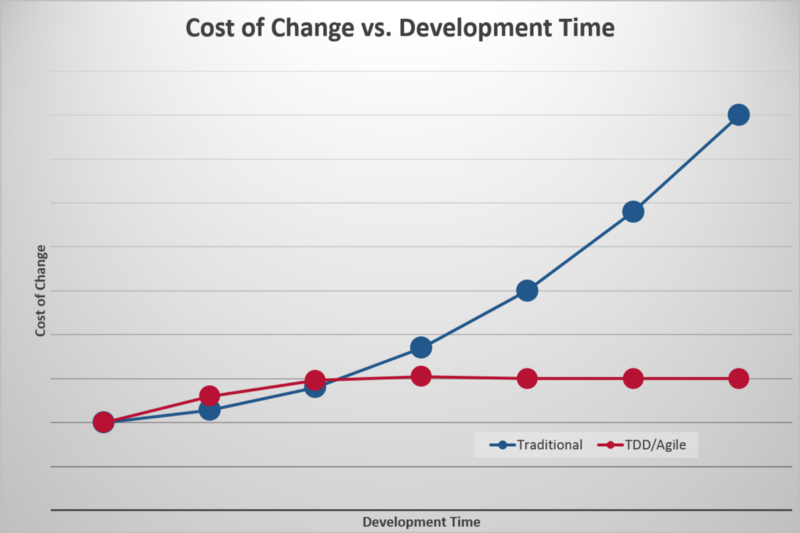 Cost of Change vs. Development Time
Cost of Change
Traditional
TDD/Agile
Development Time